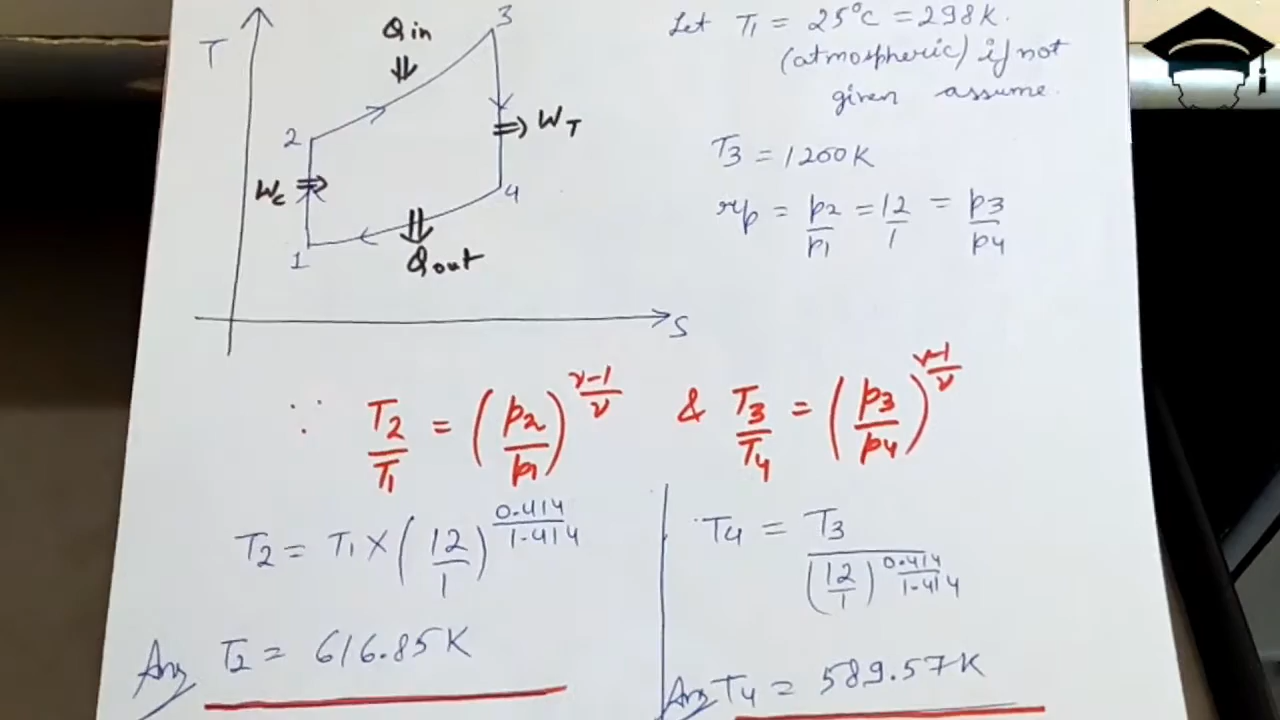 T
3
Qin
2
W_T
W_c
4
1
Qout
S
Let T₁ = 25°C = 298K.
(atmospheric) if not
given assume.
T3 = 1200K
rp = p2/p1 = 12/1 = p3/p4
∵ T2/T1 = (p2/p1)^(ν-1/ν) & T3/T4 = (p3/p4)^(ν-1/ν)
T2 = T1 × (12/1)^(0.414/1.414)
Ans T2 = 616.85K
T4 = T3/(12/1)^(0.414/1.414)
Ans T4 = 589.57K